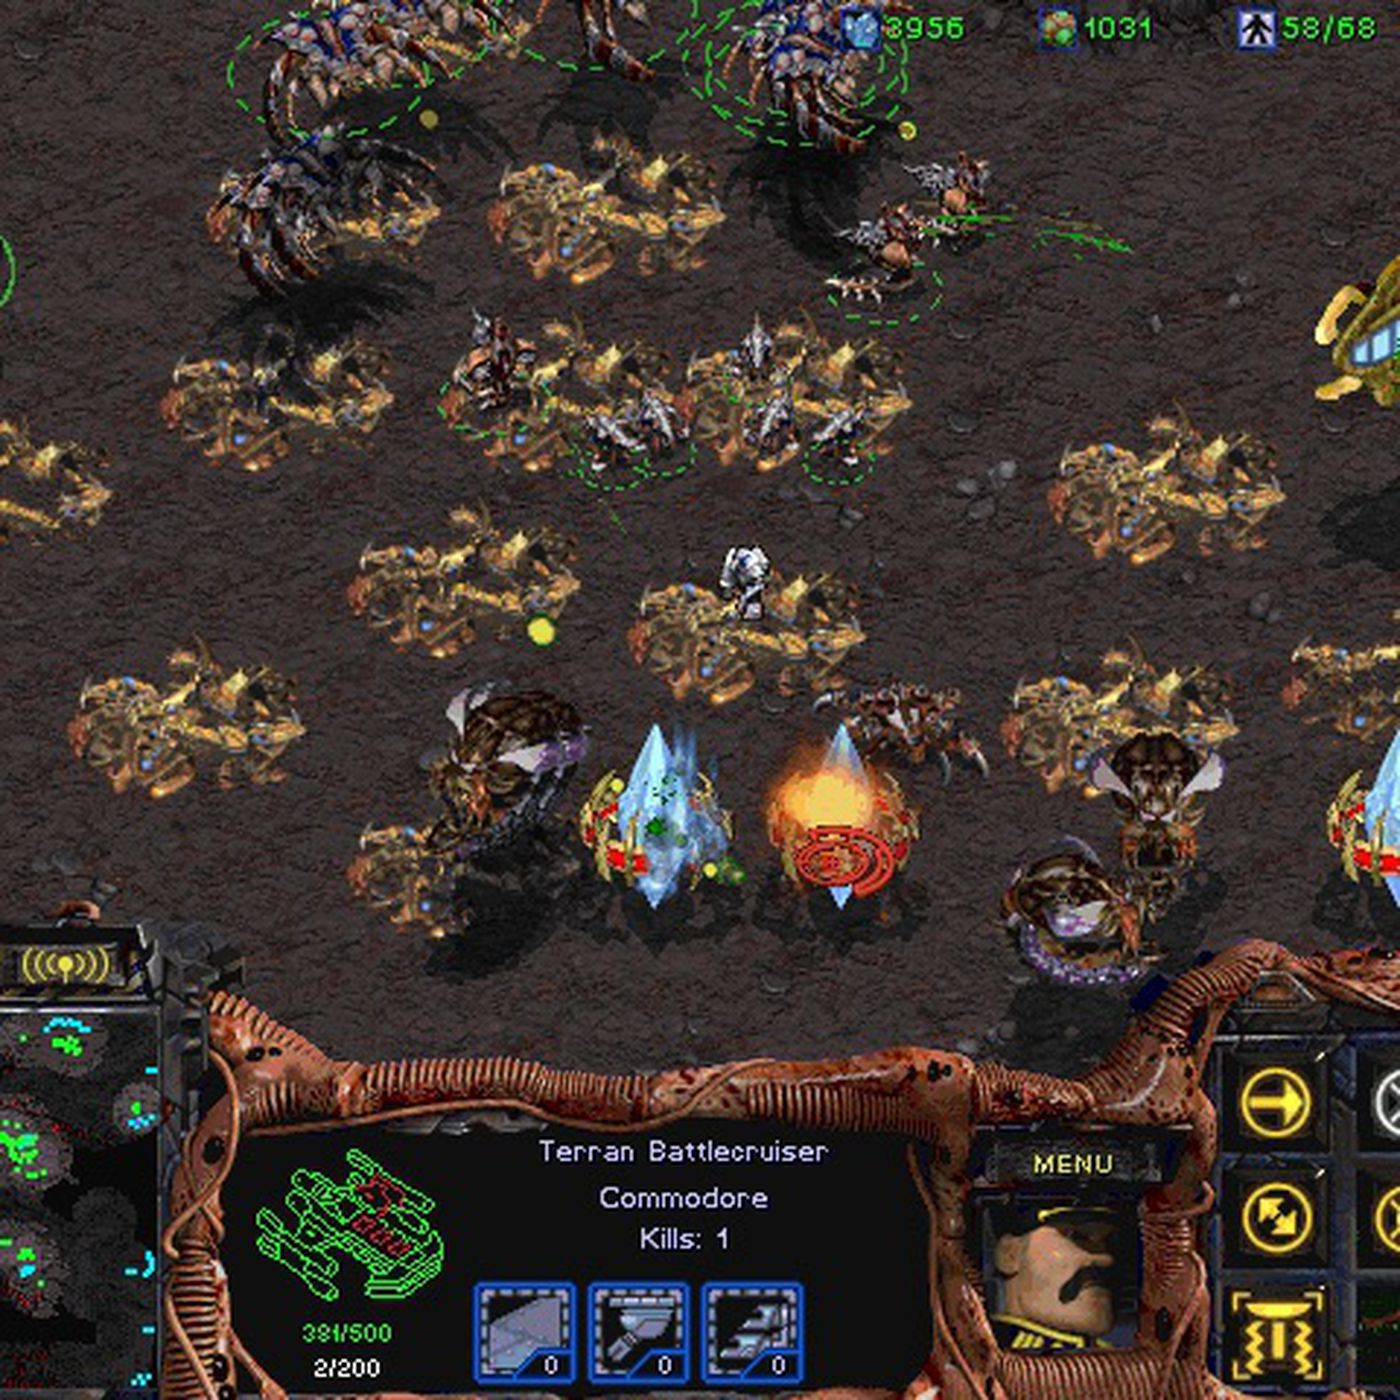 3956 1031 58/68
Terran Battlecruiser
Commodore
MENU
Kills: 1
0 0 0
381/500
2/200